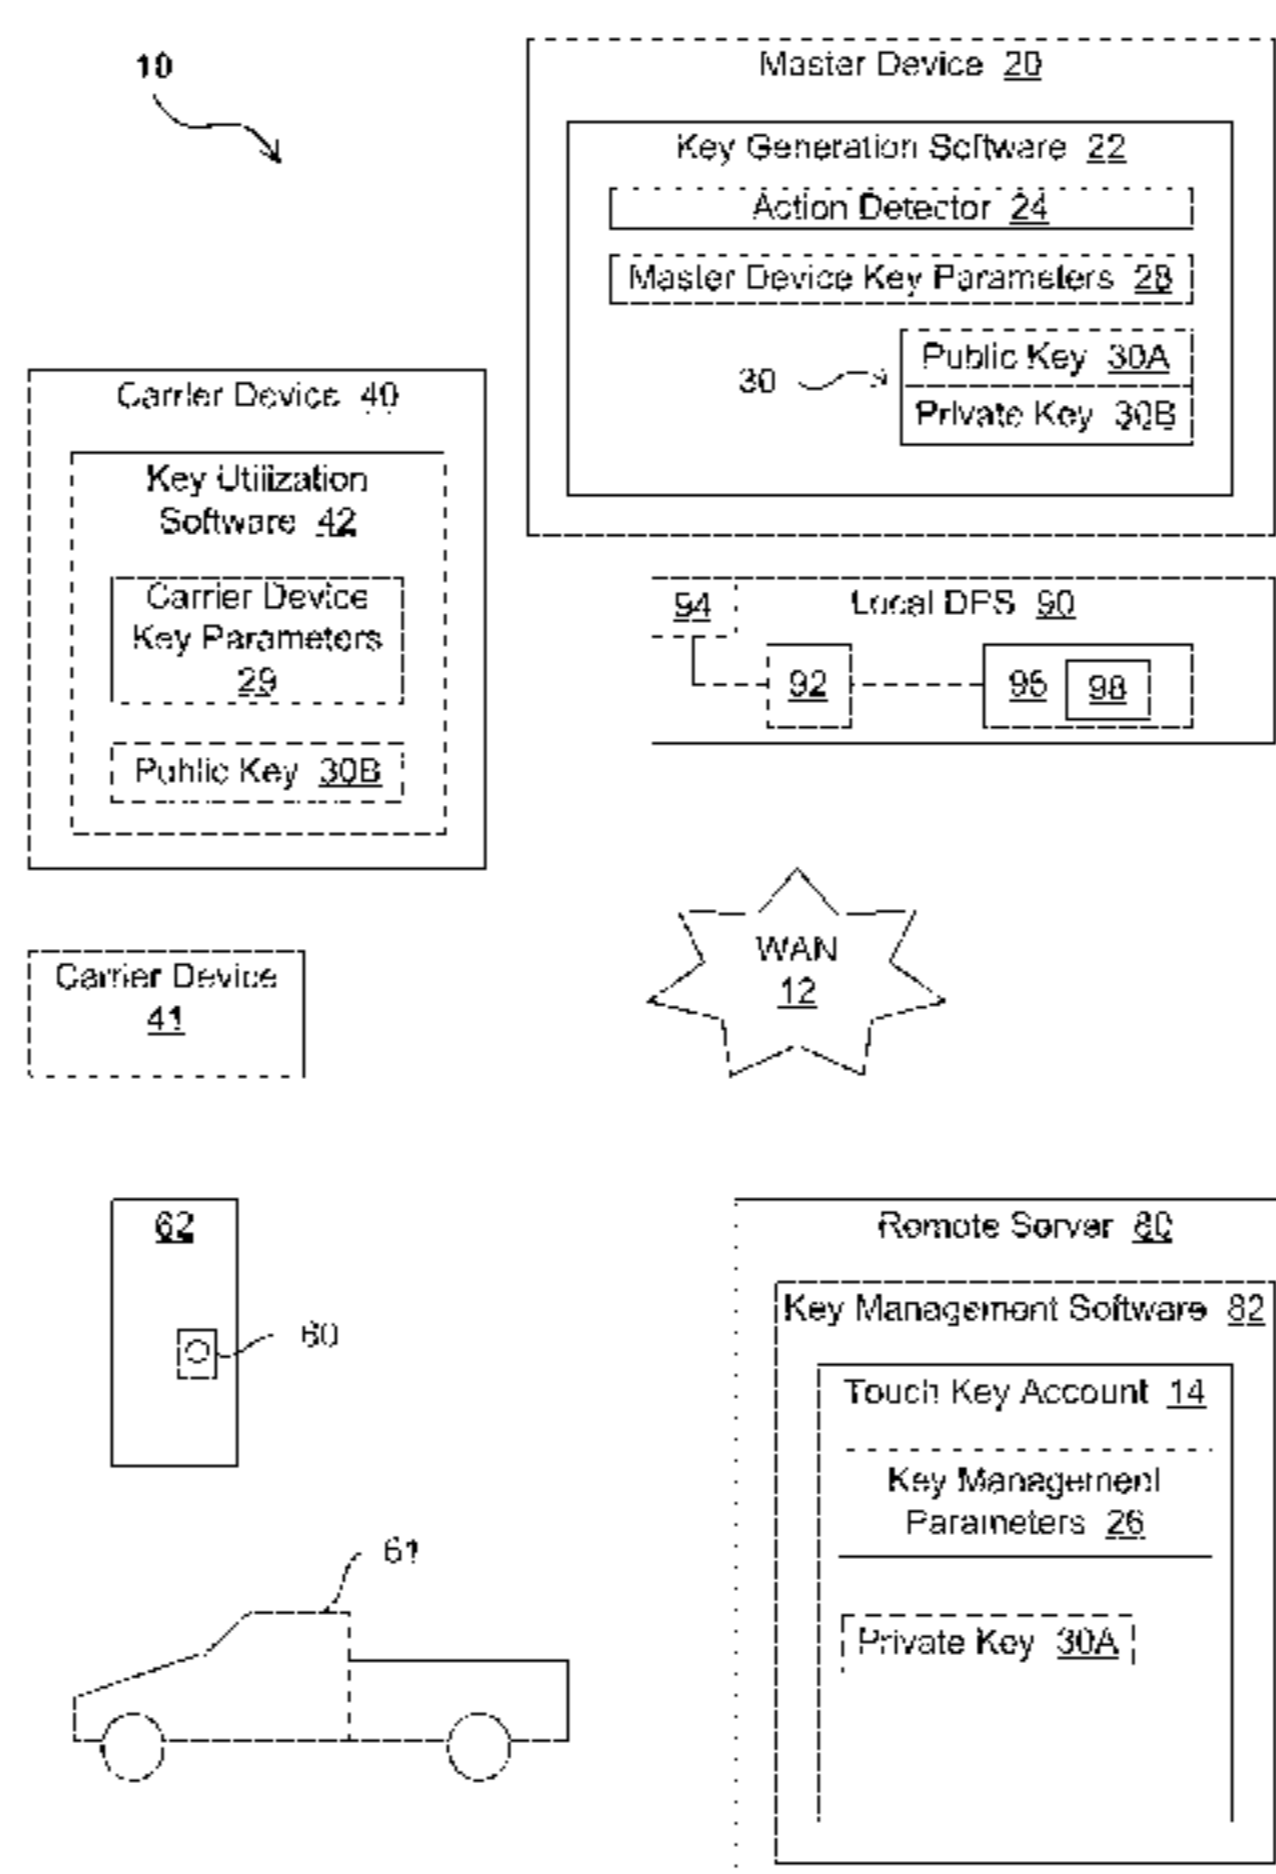 10
Master Device 20
Key Generation Software 22
Action Detector 24
Master Device Key Parameters 28
30
Public Key 30A
Private Key 30B
Carrier Device 40
Key Utilization
Software 42
Carrier Device
Key Parameters
29
Public Key 30B
94
Local DPS 90
92
96
98
Carrier Device
41
WAN
12
62
60
61
Remote Server 80
Key Management Software 82
Touch Key Account 14
Key Management
Parameters 26
Private Key 30A